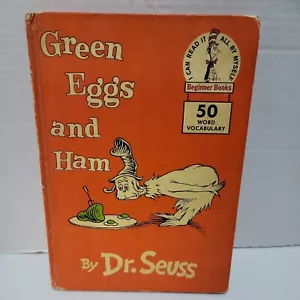 Green
Eggs
and
Ham
I CAN READ IT ALL BY MYSELF
Beginner Books
50
WORD
VOCABULARY
By Dr. Seuss